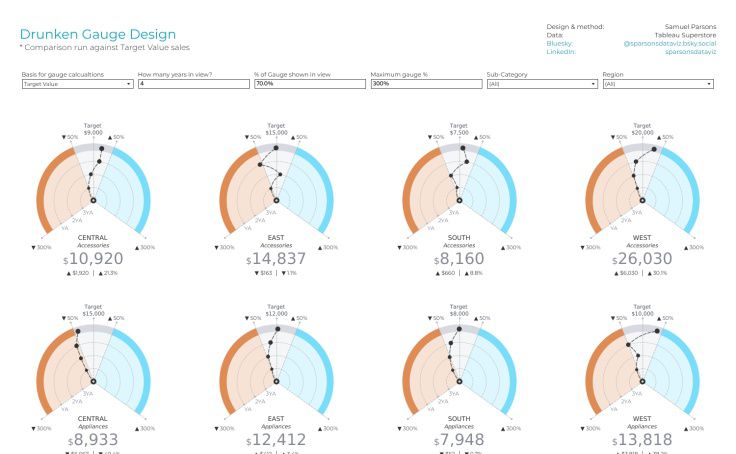 Drunken Gauge Design
* Comparison run against Target Value sales
Design & method: Samuel Parsons
Data: Tableau Superstore
Bluesky: @sparsonsdataviz.bsky.social
LinkedIn: sparsonsdataviz
Basis for gauge calcualtions
Target Value
How many years in view?
4
% of Gauge shown in view
70.0%
Maximum gauge %
300%
Sub-Category
(All)
Region
(All)
Target
$9,000
▼50% ▲50%
3YA
2YA
YA
▼300% ▲300%
CENTRAL
Accessories
$10,920
▲$1,920 | ▲21.3%
Target
$15,000
▼50% ▲50%
3YA
2YA
YA
▼300% ▲300%
EAST
Accessories
$14,837
▼$163 | ▼1.1%
Target
$7,500
▼50% ▲50%
3YA
2YA
YA
▼300% ▲300%
SOUTH
Accessories
$8,160
▲$660 | ▲8.8%
Target
$20,000
▼50% ▲50%
3YA
2YA
YA
▼300% ▲300%
WEST
Accessories
$26,030
▲$6,030 | ▲30.1%
Target
$15,000
▼50% ▲50%
3YA
2YA
YA
▼300% ▲300%
CENTRAL
Appliances
$8,933
Target
$12,000
▼50% ▲50%
3YA
2YA
YA
▼300% ▲300%
EAST
Appliances
$12,412
Target
$8,000
▼50% ▲50%
3YA
2YA
YA
▼300% ▲300%
SOUTH
Appliances
$7,948
Target
$10,000
▼50% ▲50%
3YA
2YA
YA
▼300% ▲300%
WEST
Appliances
$13,818